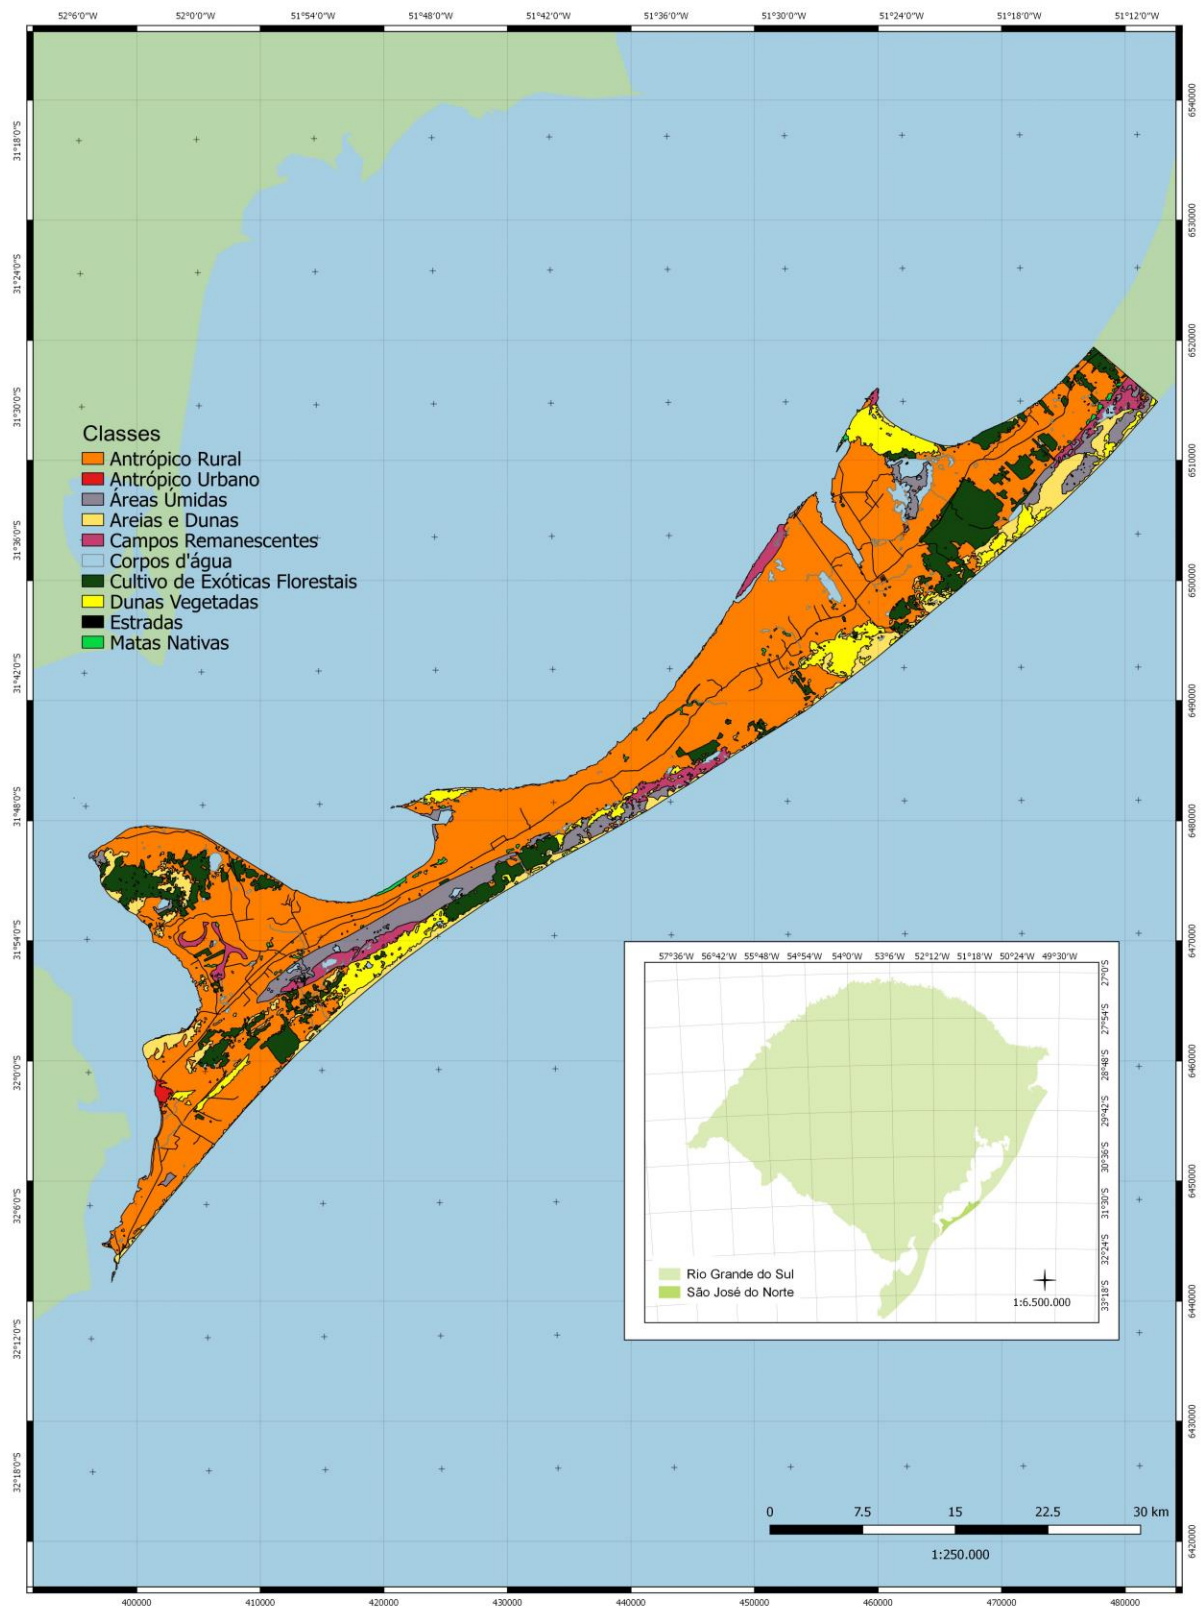 52°6'0"W 52°0'0"W 51°54'0"W 51°48'0"W 51°42'0"W 51°36'0"W 51°30'0"W 51°24'0"W 51°18'0"W 51°12'0"W
31°18'0"S
31°24'0"S
31°30'0"S
31°36'0"S
31°42'0"S
31°48'0"S
31°54'0"S
32°0'0"S
32°6'0"S
32°12'0"S
32°18'0"S
6540000
6530000
6520000
6510000
6500000
6490000
6480000
6470000
6460000
6450000
6440000
6430000
6420000
Classes
Antrópico Rural
Antrópico Urbano
Áreas Úmidas
Areias e Dunas
Campos Remanescentes
Corpos d'água
Cultivo de Exóticas Florestais
Dunas Vegetadas
Estradas
Matas Nativas
57°36'W 56°42'W 55°48'W 54°54'W 54°0'W 53°6'W 52°12'W 51°18'W 50°24'W 49°30'W
27°0'S
27°54'S
28°48'S
29°42'S
30°36'S
31°30'S
32°24'S
33°18'S
Rio Grande do Sul
São José do Norte
1:6.500.000
0 7.5 15 22.5 30 km
1:250.000
400000 410000 420000 430000 440000 450000 460000 470000 480000